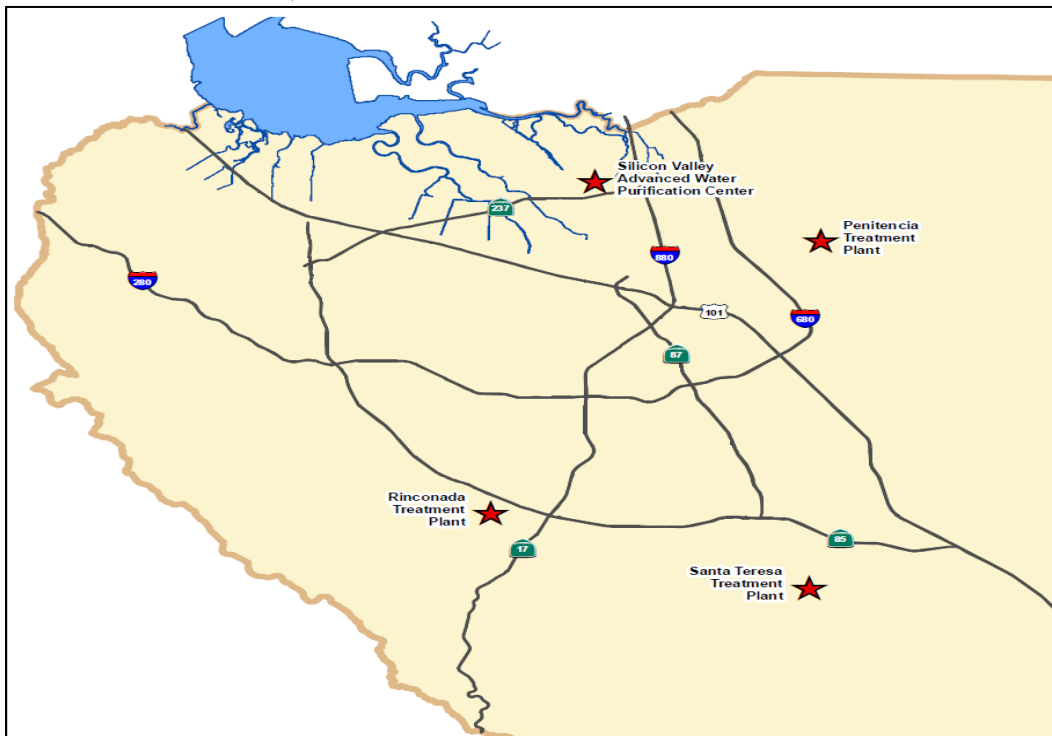 Silicon Valley
Advanced Water
Purification Center
237
Penitencia
Treatment
Plant
880
280
101
680
87
Rinconada
Treatment
Plant
17
85
Santa Teresa
Treatment
Plant